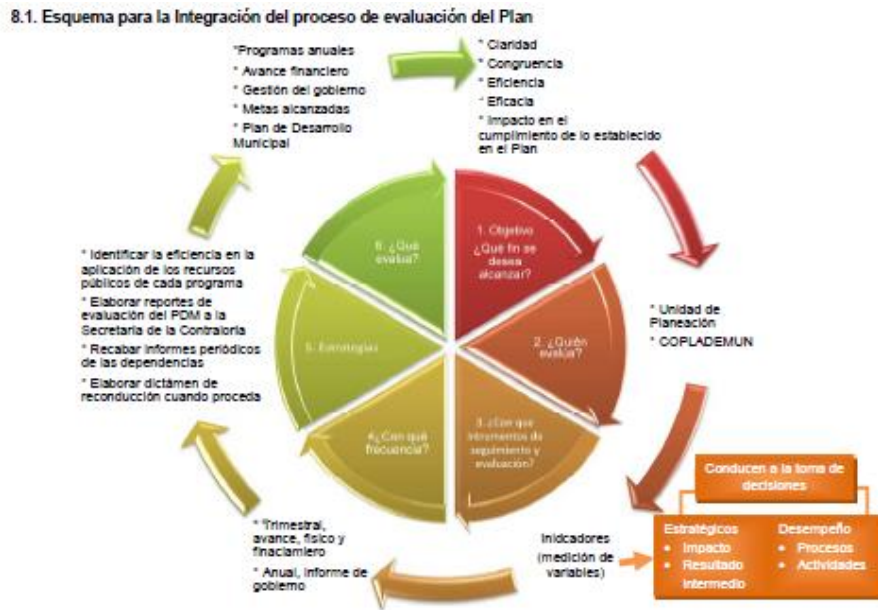 8.1. Esquema para la Integración del proceso de evaluación del Plan
*Programas anuales
* Avance financiero
* Gestión del gobierno
* Metas alcanzadas
* Plan de Desarrollo
Municipal
* Claridad
* Congruencia
* Eficiencia
* Eficacia
* Impacto en el
cumplimiento de lo establecido
en el Plan
1. Objetivo
¿Qué fin se
desea
alcanzar?
* Unidad de
Planeación
* COPLADEMUN
2. ¿Quién
evalúa?
3. ¿Con que
intrumentos de
seguimiento y
evaluación?
Inidcadores
(medición de
variables)
Conducen a la toma de
decisiones
Estratégicos
• Impacto
• Resultado
Intermedio
Desempeño
• Procesos
• Actividades
4¿Con qué
frecuencia?
* Trimestral,
avance, físico y
finaciamiero
* Anual, informe de
gobierno
5. Estrategias
* Identificar la eficiencia en la
aplicación de los recursos
públicos de cada programa
* Elaborar reportes de
evaluación del PDM a la
Secretaria de la Contraloría
* Recabar informes periódicos
de las dependencias
* Elaborar dictámen de
reconducción cuando proceda
6. ¿Qué
evalua?